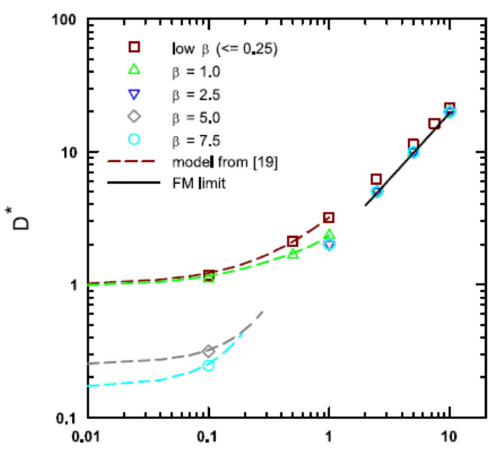 100
10
1
0.1
D*
low β (<= 0.25)
β = 1.0
β = 2.5
β = 5.0
β = 7.5
model from [19]
FM limit
0.01
0.1
1
10